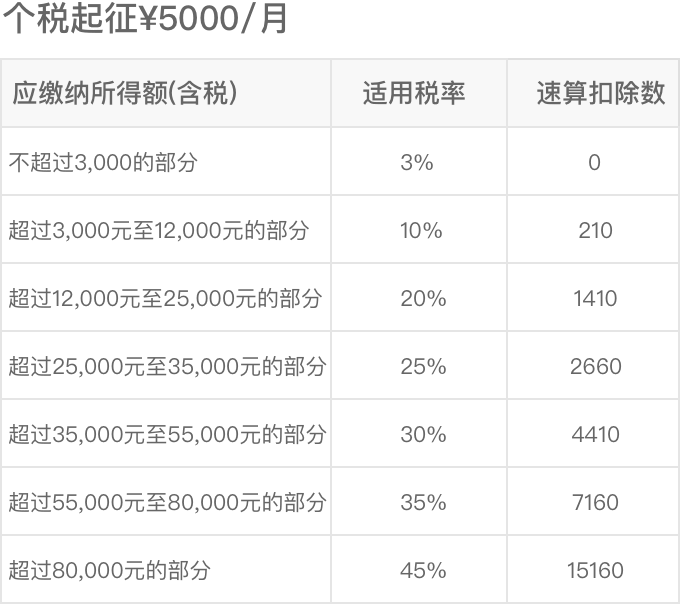 个税起征¥5000/月
应缴纳所得额(含税) 适用税率 速算扣除数
不超过3,000的部分 3% 0
超过3,000元至12,000元的部分 10% 210
超过12,000元至25,000元的部分 20% 1410
超过25,000元至35,000元的部分 25% 2660
超过35,000元至55,000元的部分 30% 4410
超过55,000元至80,000元的部分 35% 7160
超过80,000元的部分 45% 15160